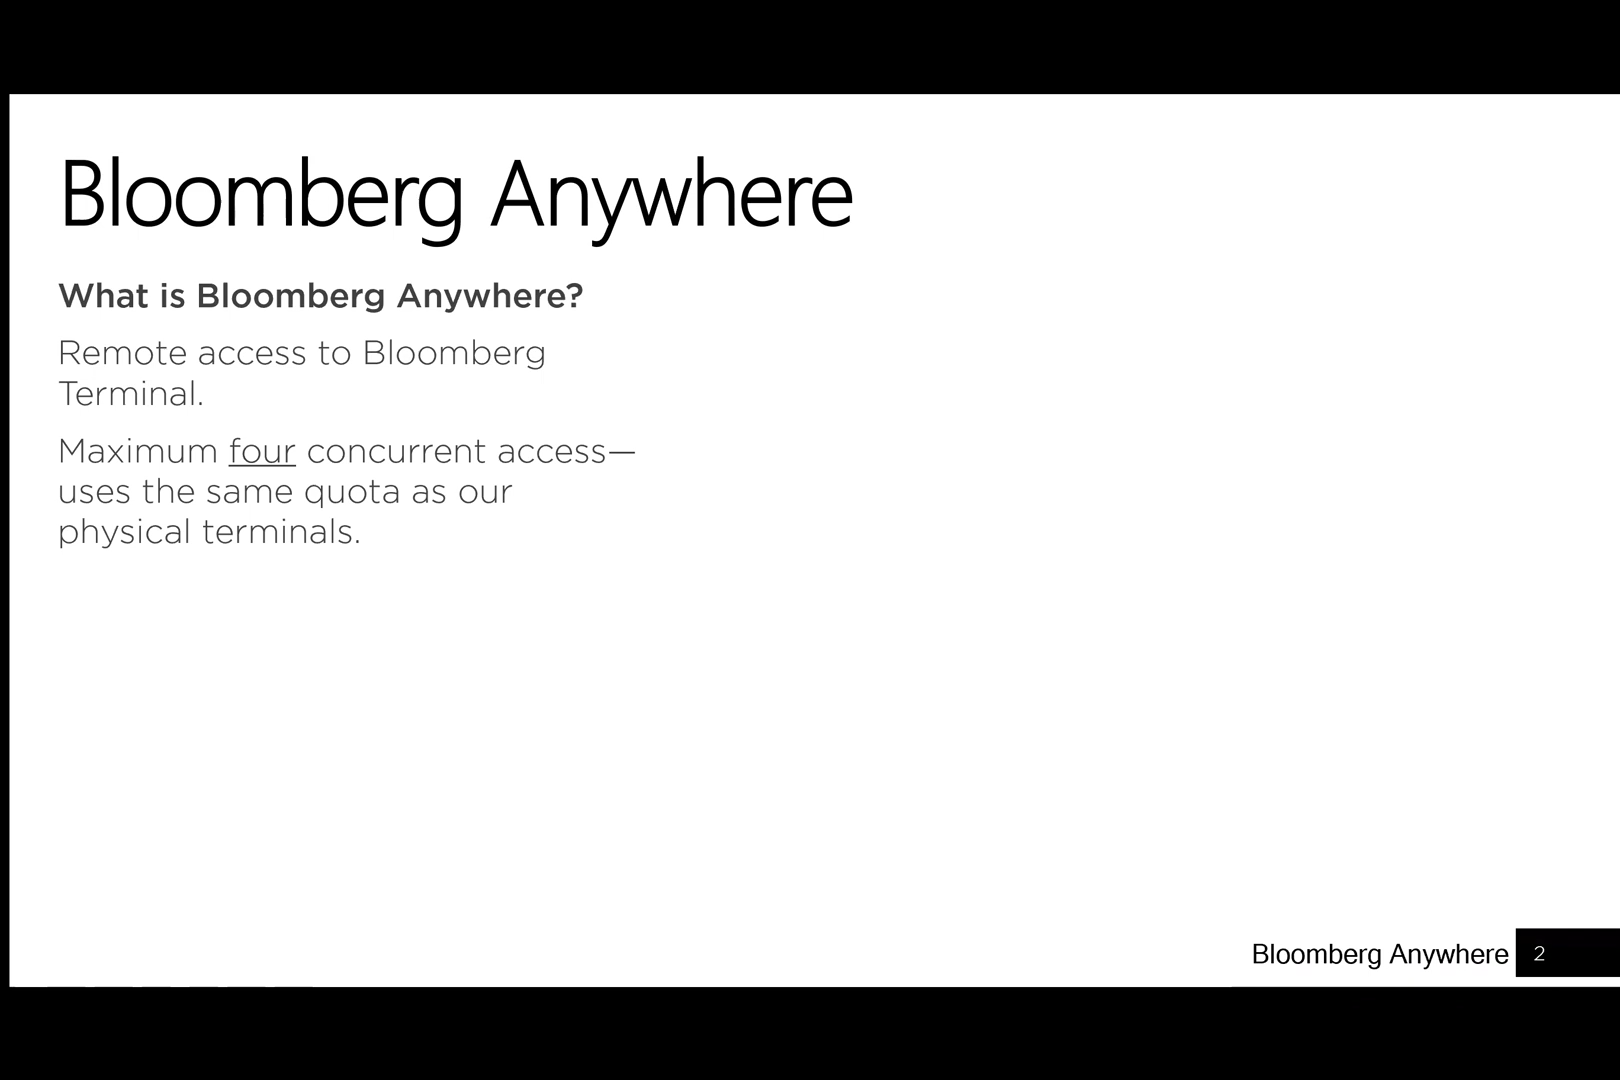 Bloomberg Anywhere
What is Bloomberg Anywhere?
Remote access to Bloomberg
Terminal.
Maximum four concurrent access—
uses the same quota as our
physical terminals.
Bloomberg Anywhere 2